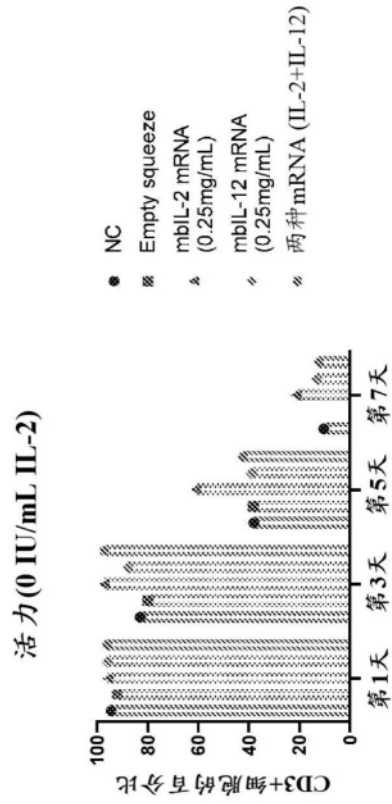 活力(0 IU/mL IL-2)
CD3+细胞的百分比
100
80
60
40
20
0
第1天
第3天
第5天
第7天
NC
Empty squeeze
mbIL-2 mRNA
(0.25mg/mL)
mbIL-12 mRNA
(0.25mg/mL)
两种mRNA (IL-2+IL-12)